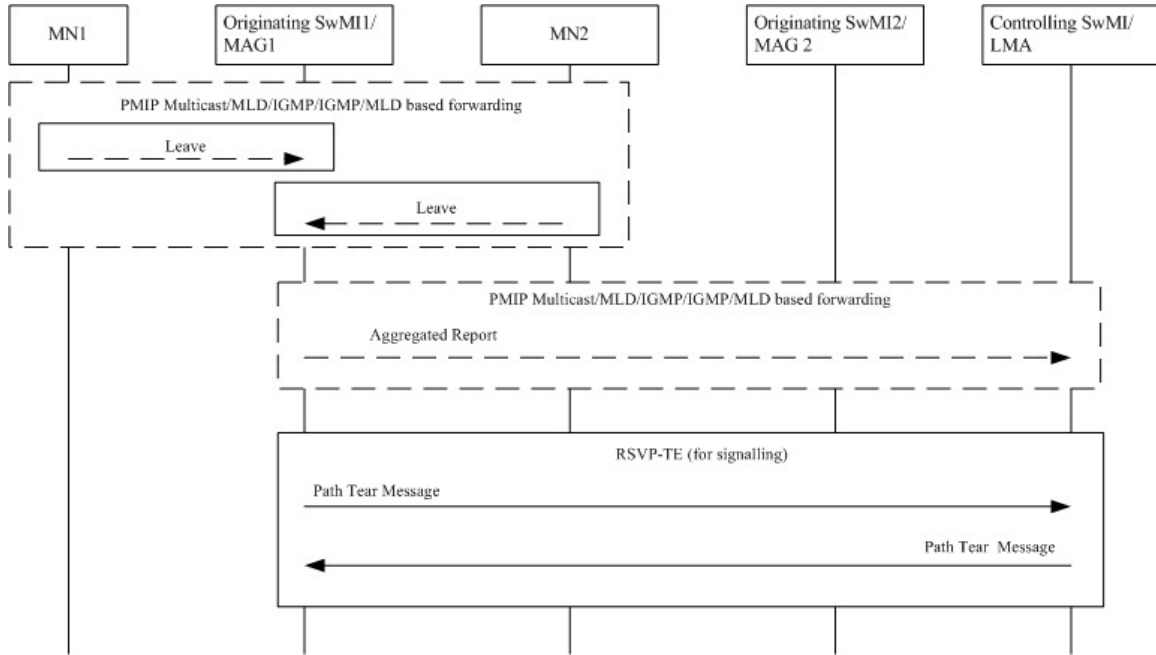 MN1
Originating SwMI1/
MAG1
MN2
Originating SwMI2/
MAG 2
Controlling SwMI/
LMA
PMIP Multicast/MLD/IGMP/IGMP/MLD based forwarding
Leave
Leave
PMIP Multicast/MLD/IGMP/IGMP/MLD based forwarding
Aggregated Report
RSVP-TE (for signalling)
Path Tear Message
Path Tear Message